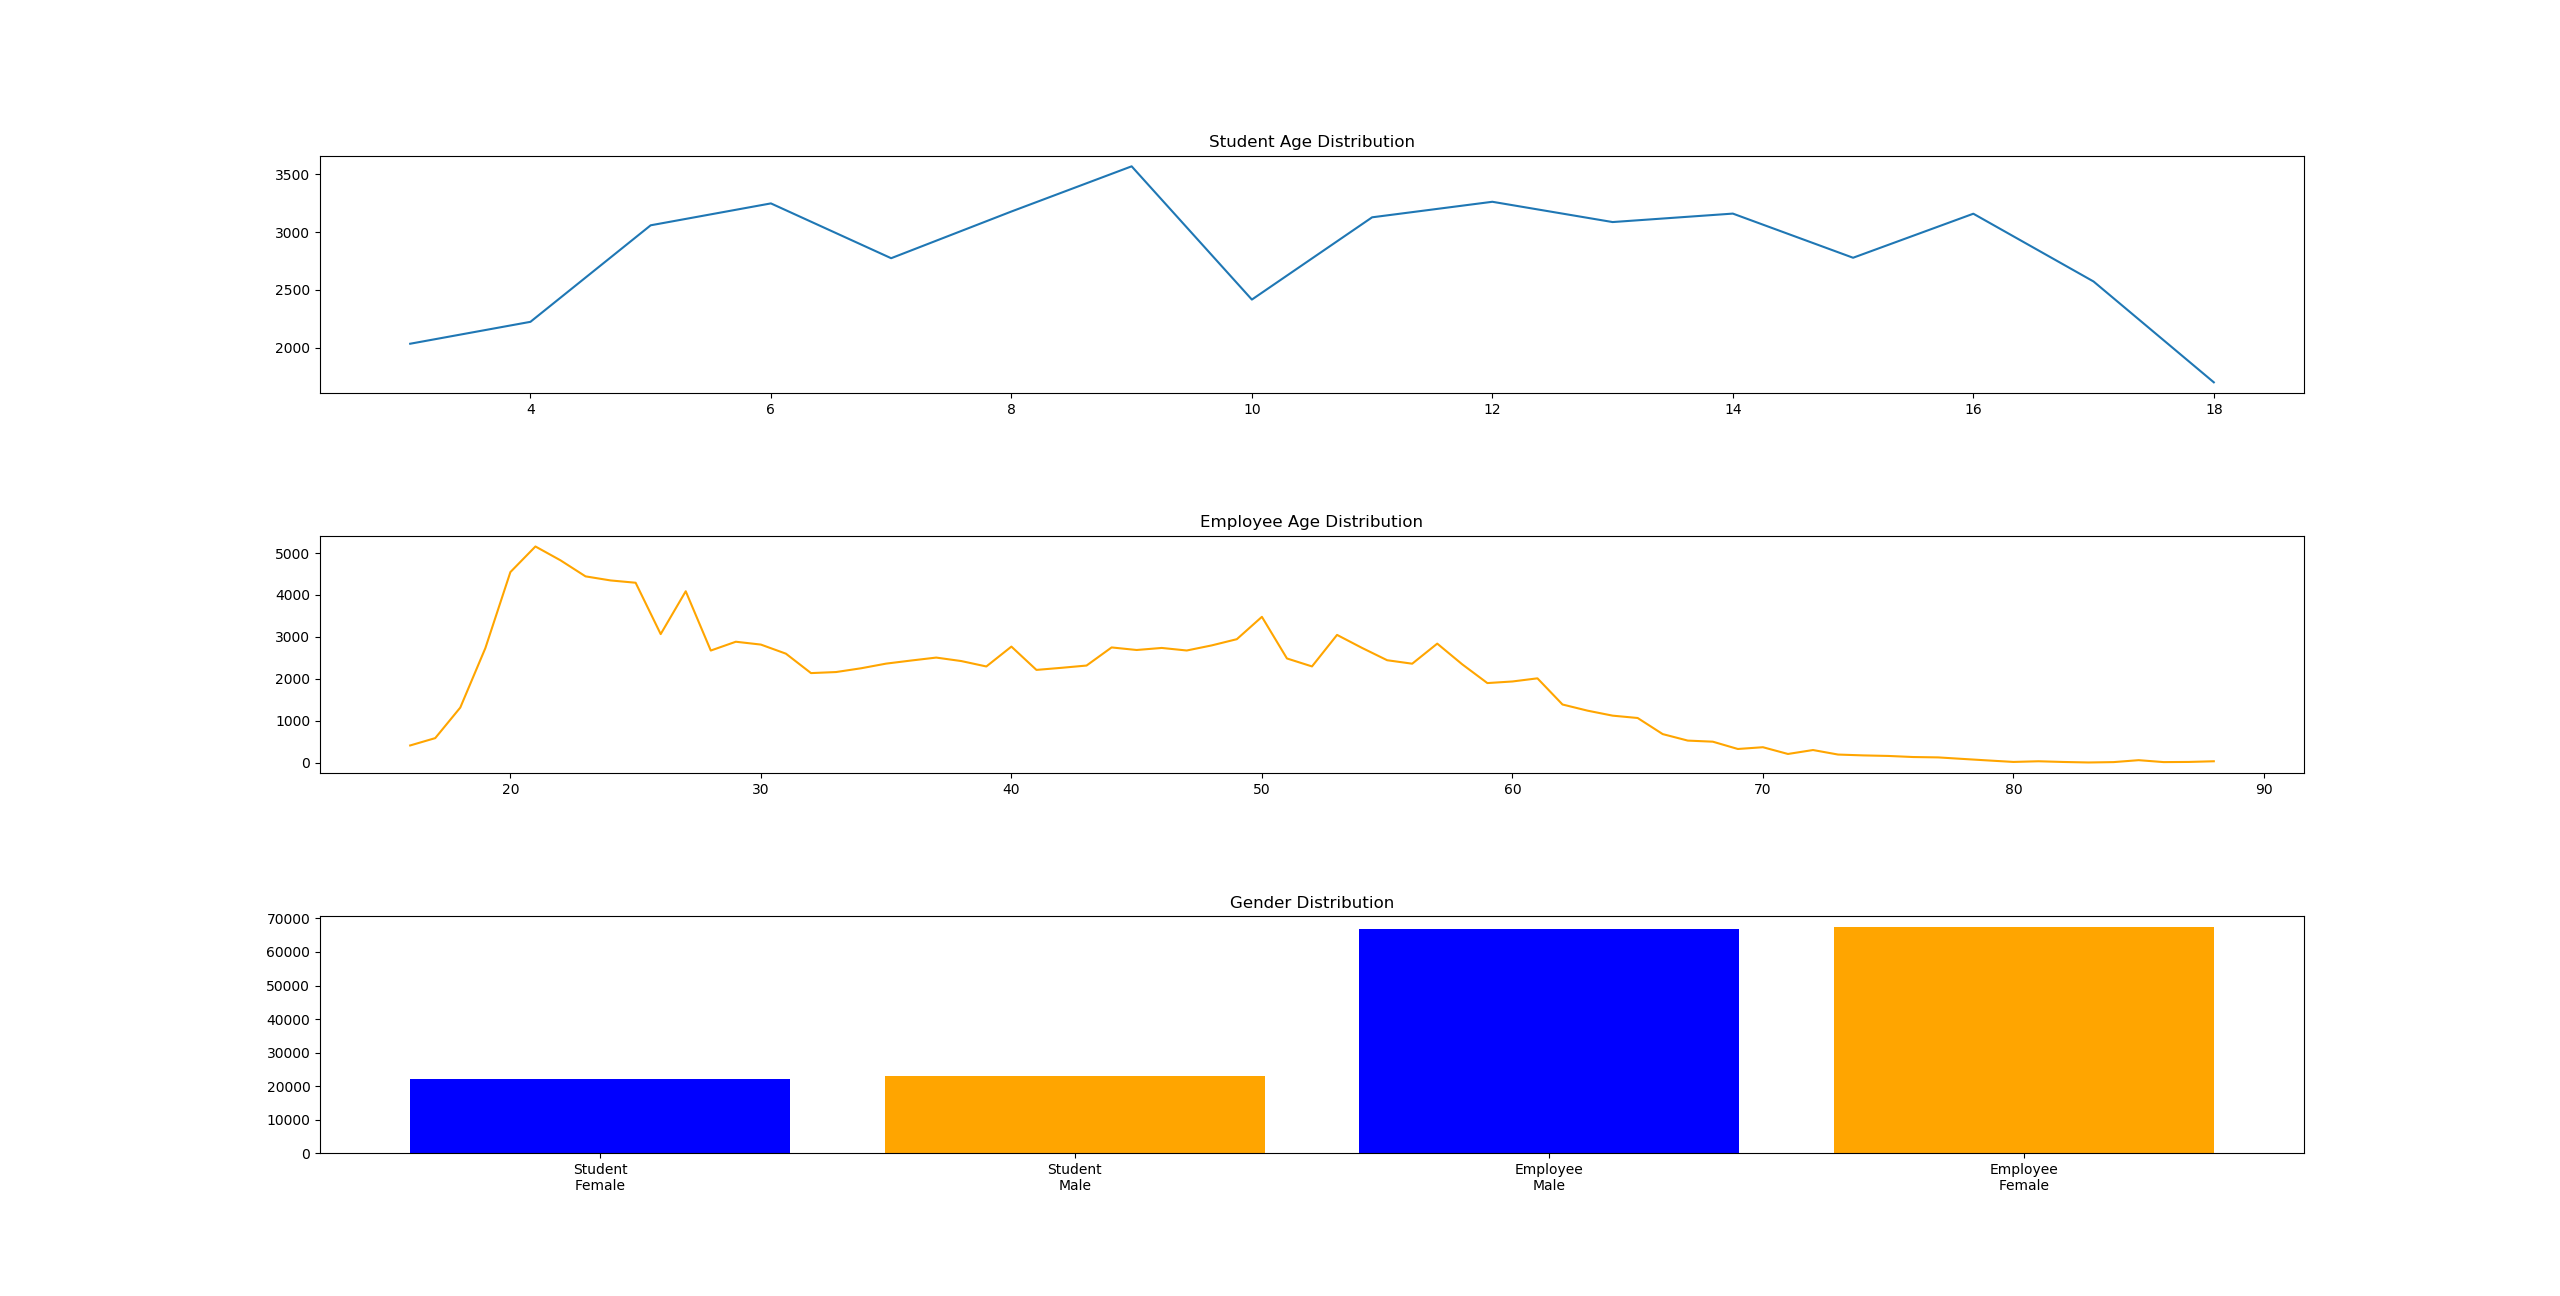 Student Age Distribution
3500
3000
2500
2000
4 6 8 10 12 14 16 18
Employee Age Distribution
5000
4000
3000
2000
1000
0
20 30 40 50 60 70 80 90
Gender Distribution
70000
60000
50000
40000
30000
20000
10000
0
Student Student Employee Employee
Female Male Male Female